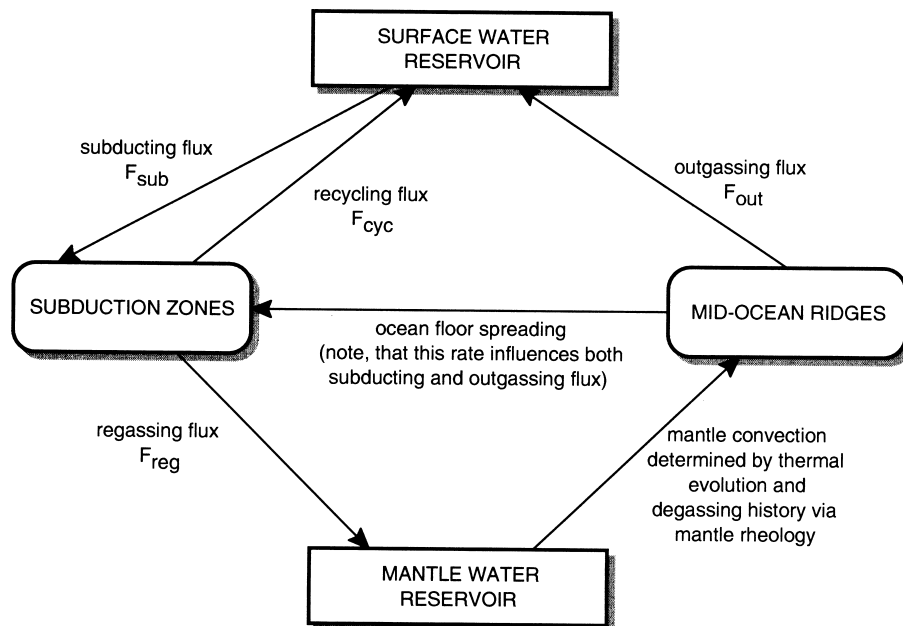 SURFACE WATER
RESERVOIR
subducting flux
F_sub
recycling flux
F_cyc
outgassing flux
F_out
SUBDUCTION ZONES
MID-OCEAN RIDGES
ocean floor spreading
(note, that this rate influences both
subducting and outgassing flux)
regassing flux
F_reg
mantle convection
determined by thermal
evolution and
degassing history via
mantle rheology
MANTLE WATER
RESERVOIR